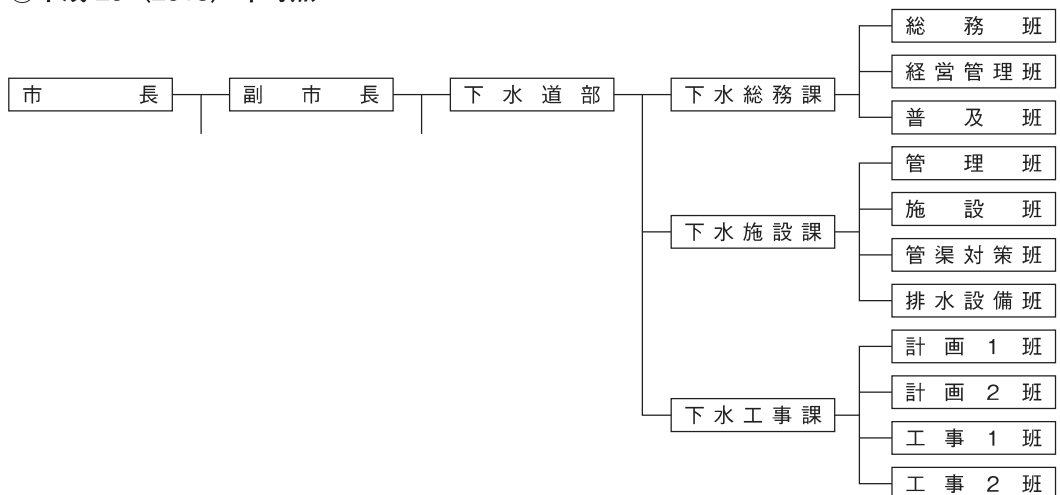 総務班
市長 副市長 下水道部 下水総務課 経営管理班
普及班
管理班
施設班
下水施設課
管渠対策班
排水設備班
計画1班
計画2班
下水工事課
工事1班
工事2班